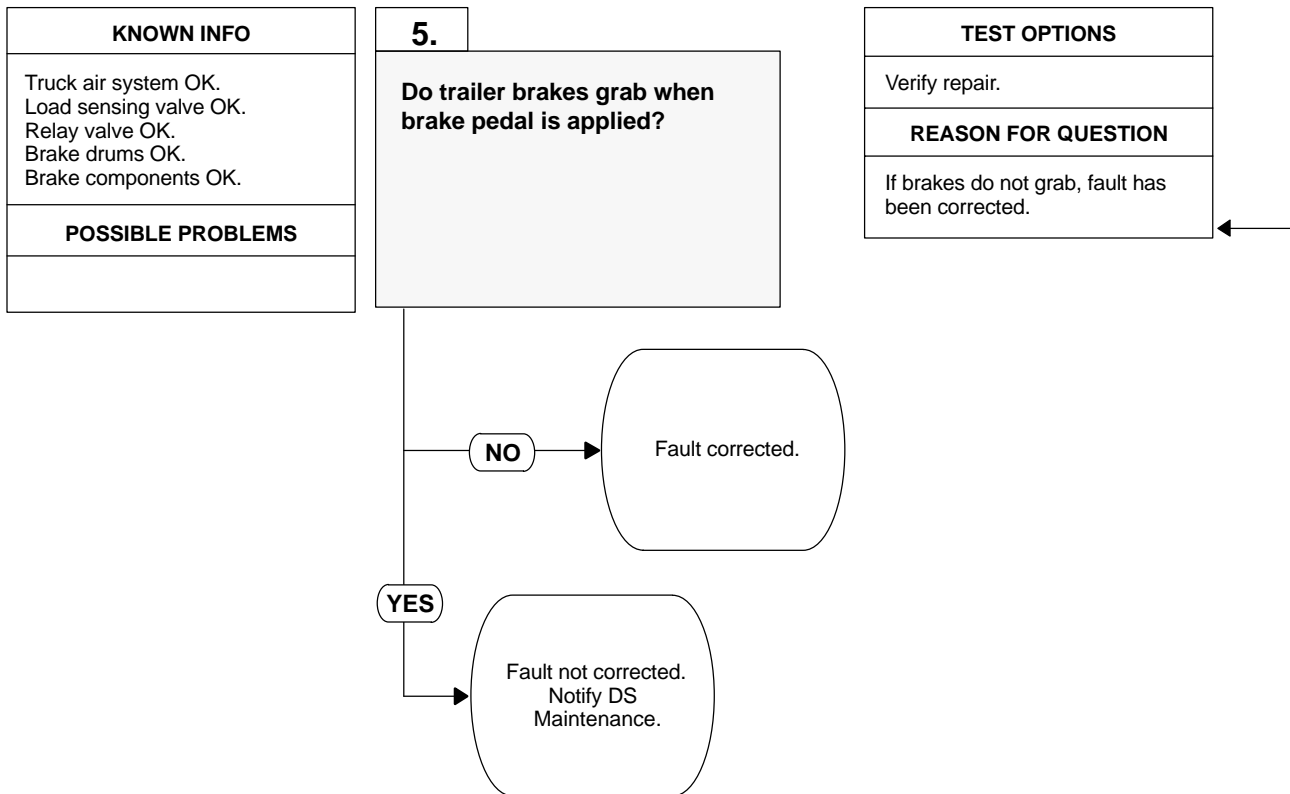 KNOWN INFO
Truck air system OK.
Load sensing valve OK.
Relay valve OK.
Brake drums OK.
Brake components OK.
POSSIBLE PROBLEMS
5.
Do trailer brakes grab when
brake pedal is applied?
TEST OPTIONS
Verify repair.
REASON FOR QUESTION
If brakes do not grab, fault has
been corrected.
NO
Fault corrected.
YES
Fault not corrected.
Notify DS
Maintenance.